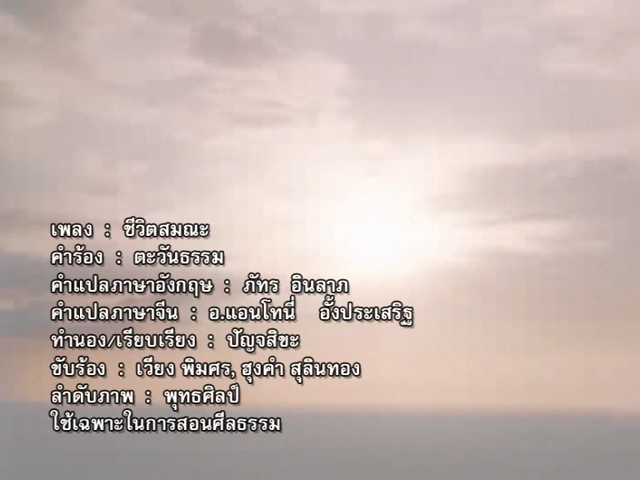 เพลง : ชีวิตสมณะ
คำร้อง : ตะวันธรรม
คำแปลภาษาอังกฤษ : ภัทร อินลาภ
คำแปลภาษาจีน : อ.แอนโทนี่ อั้งประเสริฐ
ทำนอง/เรียบเรียง : ปัญจสิขะ
ขับร้อง : เวียง พิมศร, ฮุงคำ สุลินทอง
ลำดับภาพ : พุทธศิลป์
ใช้เฉพาะในการสอนศีลธรรม